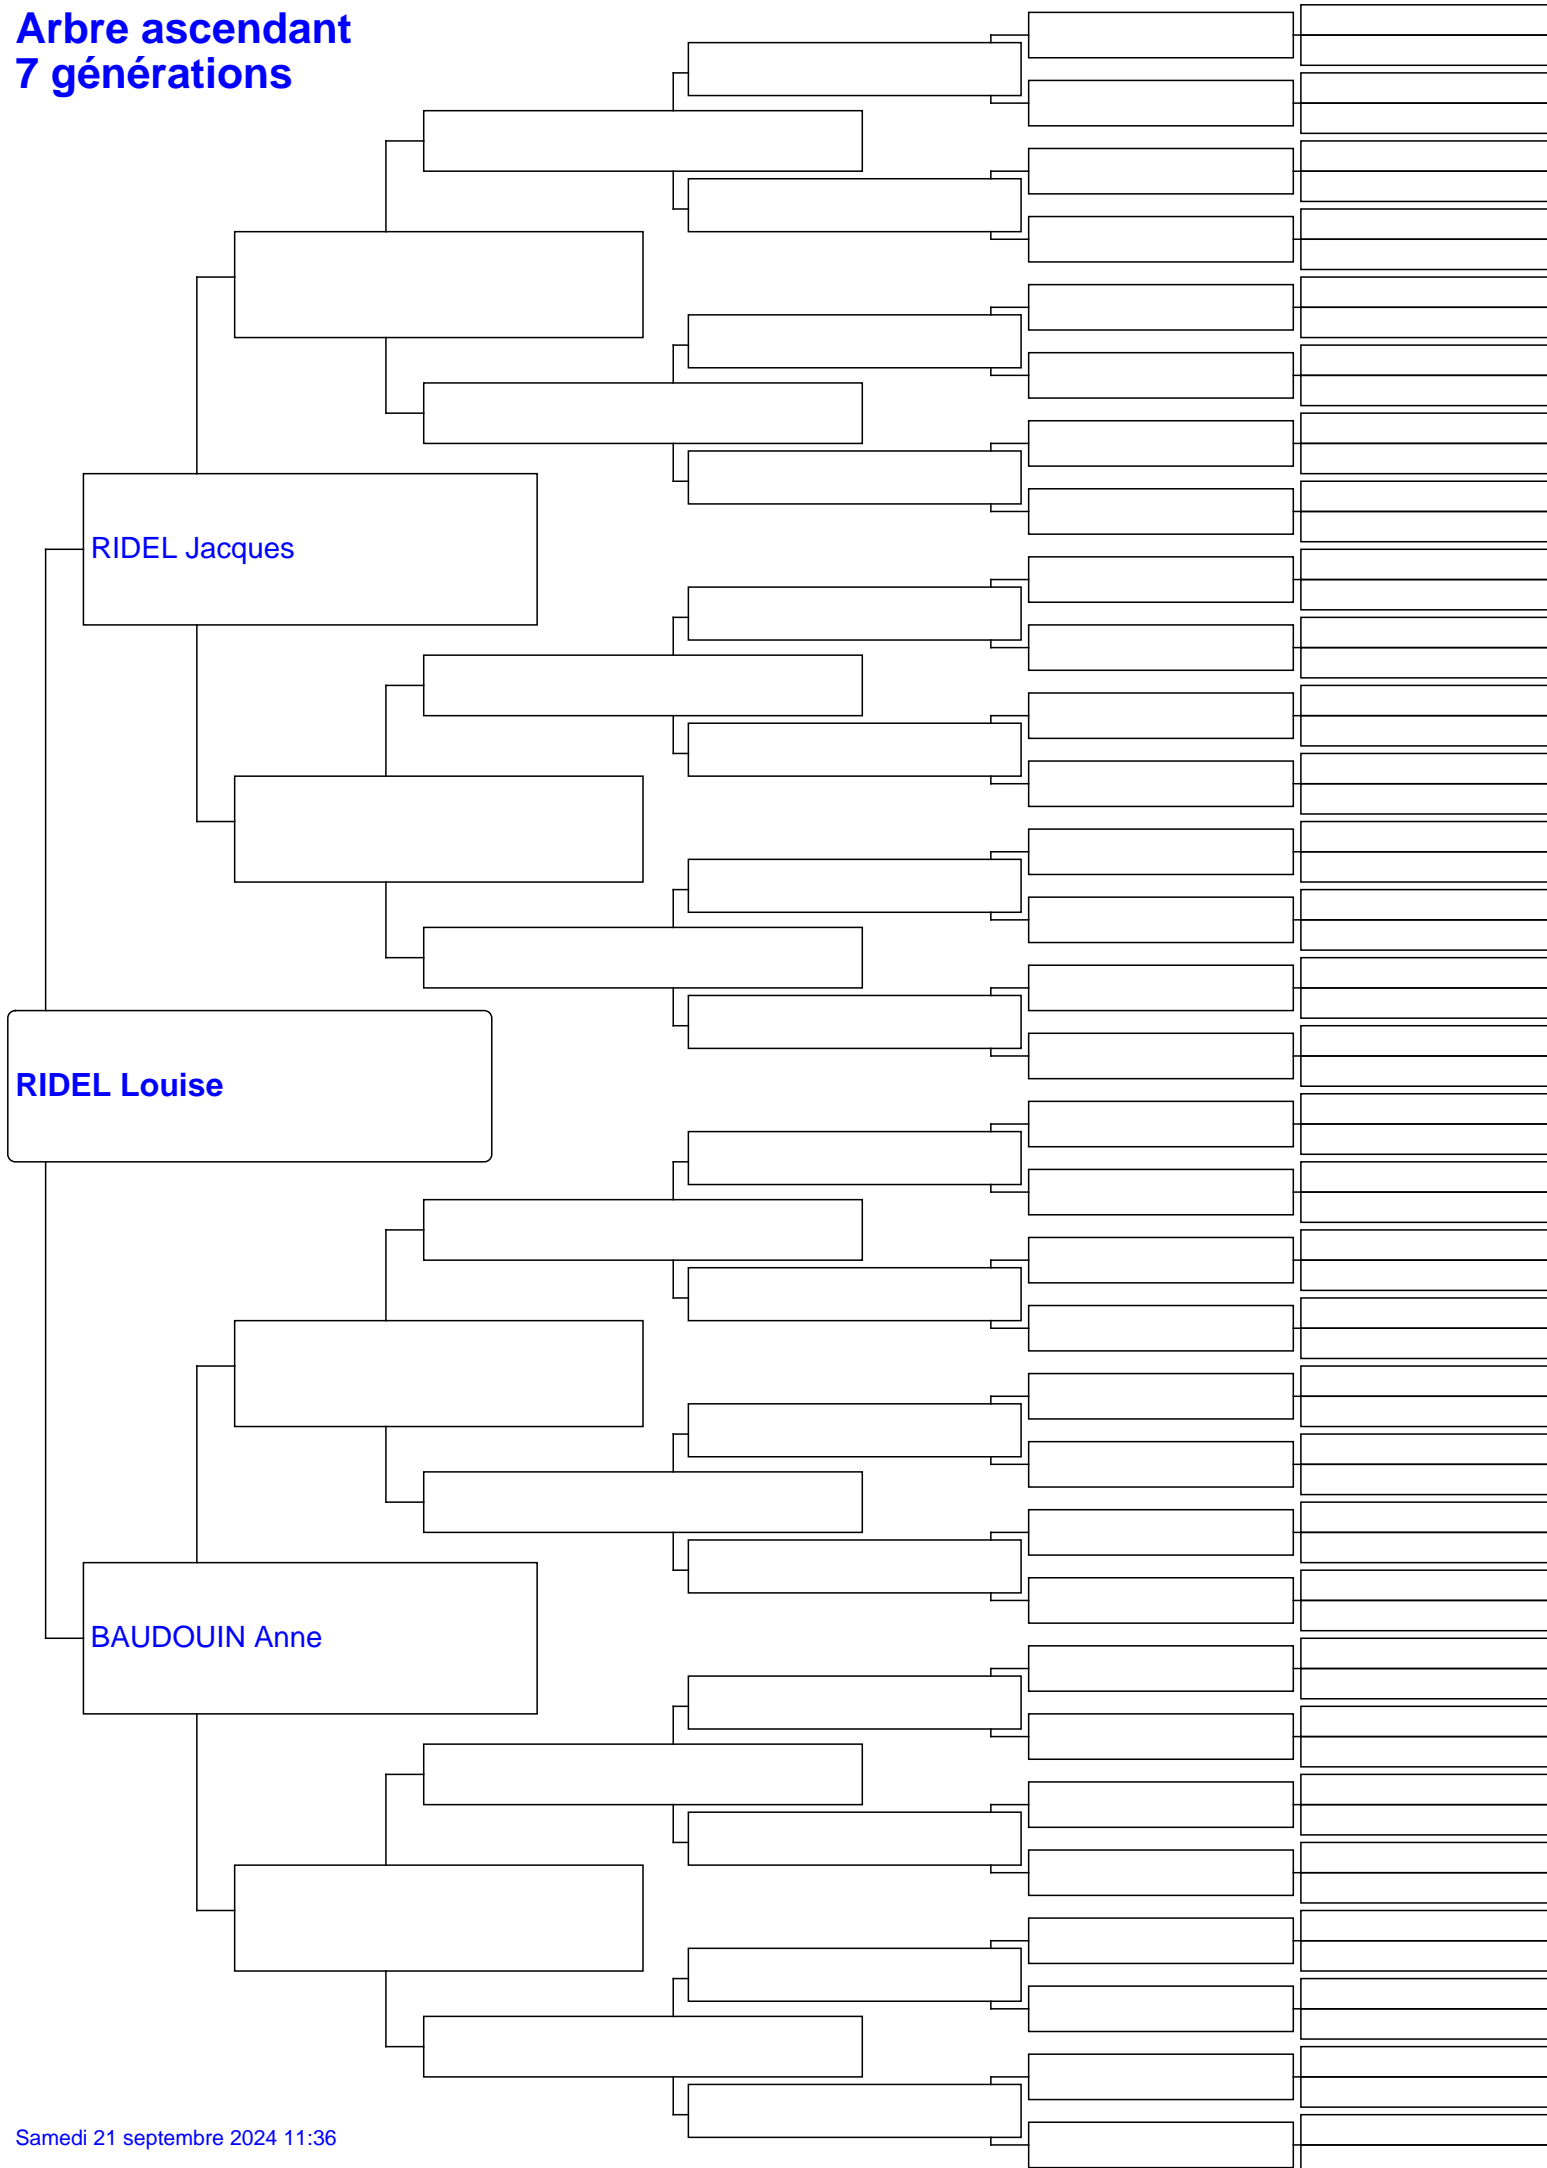 Arbre ascendant
7 générations
RIDEL Jacques
RIDEL Louise
BAUDOUIN Anne
Samedi 21 septembre 2024 11:36